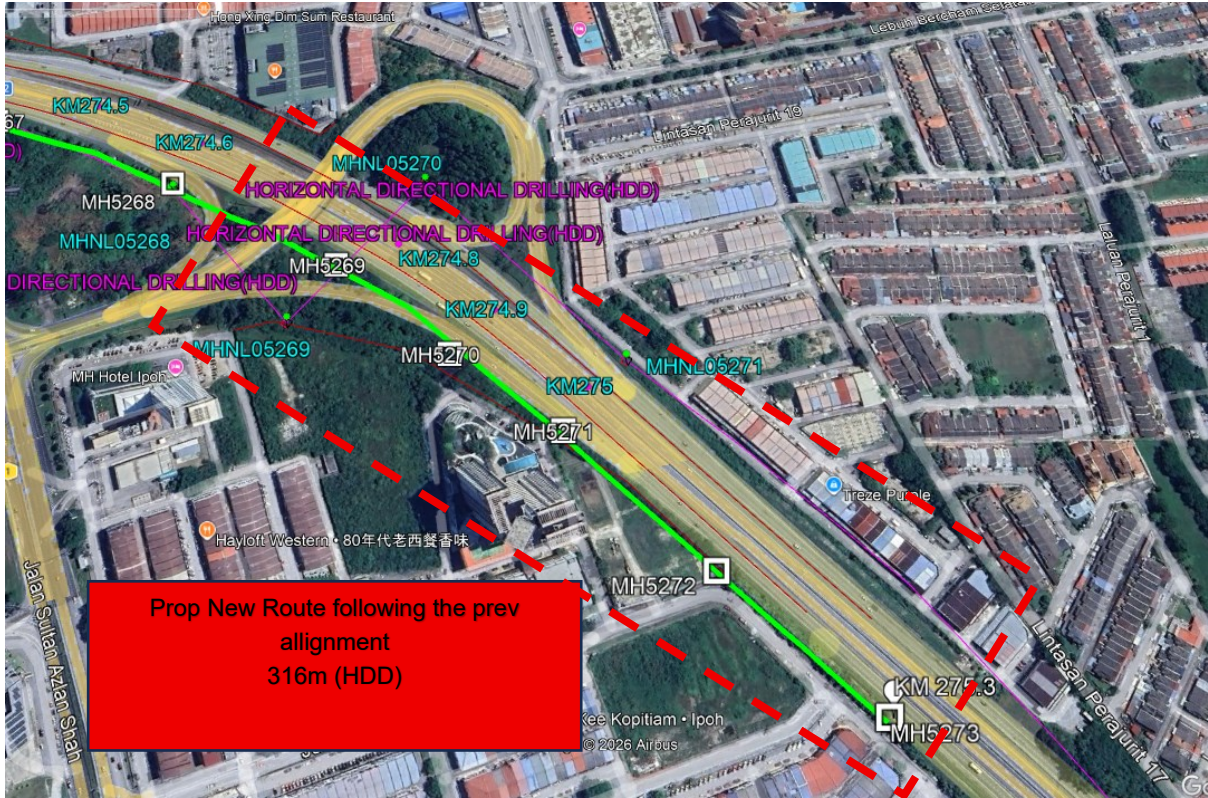 Hong Xing Dim Sum Restaurant
Lebuh Bercham Selatan
KM274.5
KM274.6
Lintasan Perajurit 19
MHNL05270
HORIZONTAL DIRECTIONAL DRILLING(HDD)
MH5268
MHNL05268
HORIZONTAL DIRECTIONAL DRILLING(HDD)
KM274.8
MH5269
DIRECTIONAL DRILLING(HDD)
Laluan Perajurit 1
KM274.9
MHNL05269
MH5270
MHNL05271
MH Hotel Ipoh
KM275
MH5271
Treze Purple
Hayloft Western • 80年代老西餐香味
MH5272
Jalan Sultan Azlan Shah
Prop New Route following the prev
allignment
316m (HDD)
Lintasan Perajurit 17
KM 275.3
Kee Kopitiam • Ipoh
MH5273
© 2026 Airbus